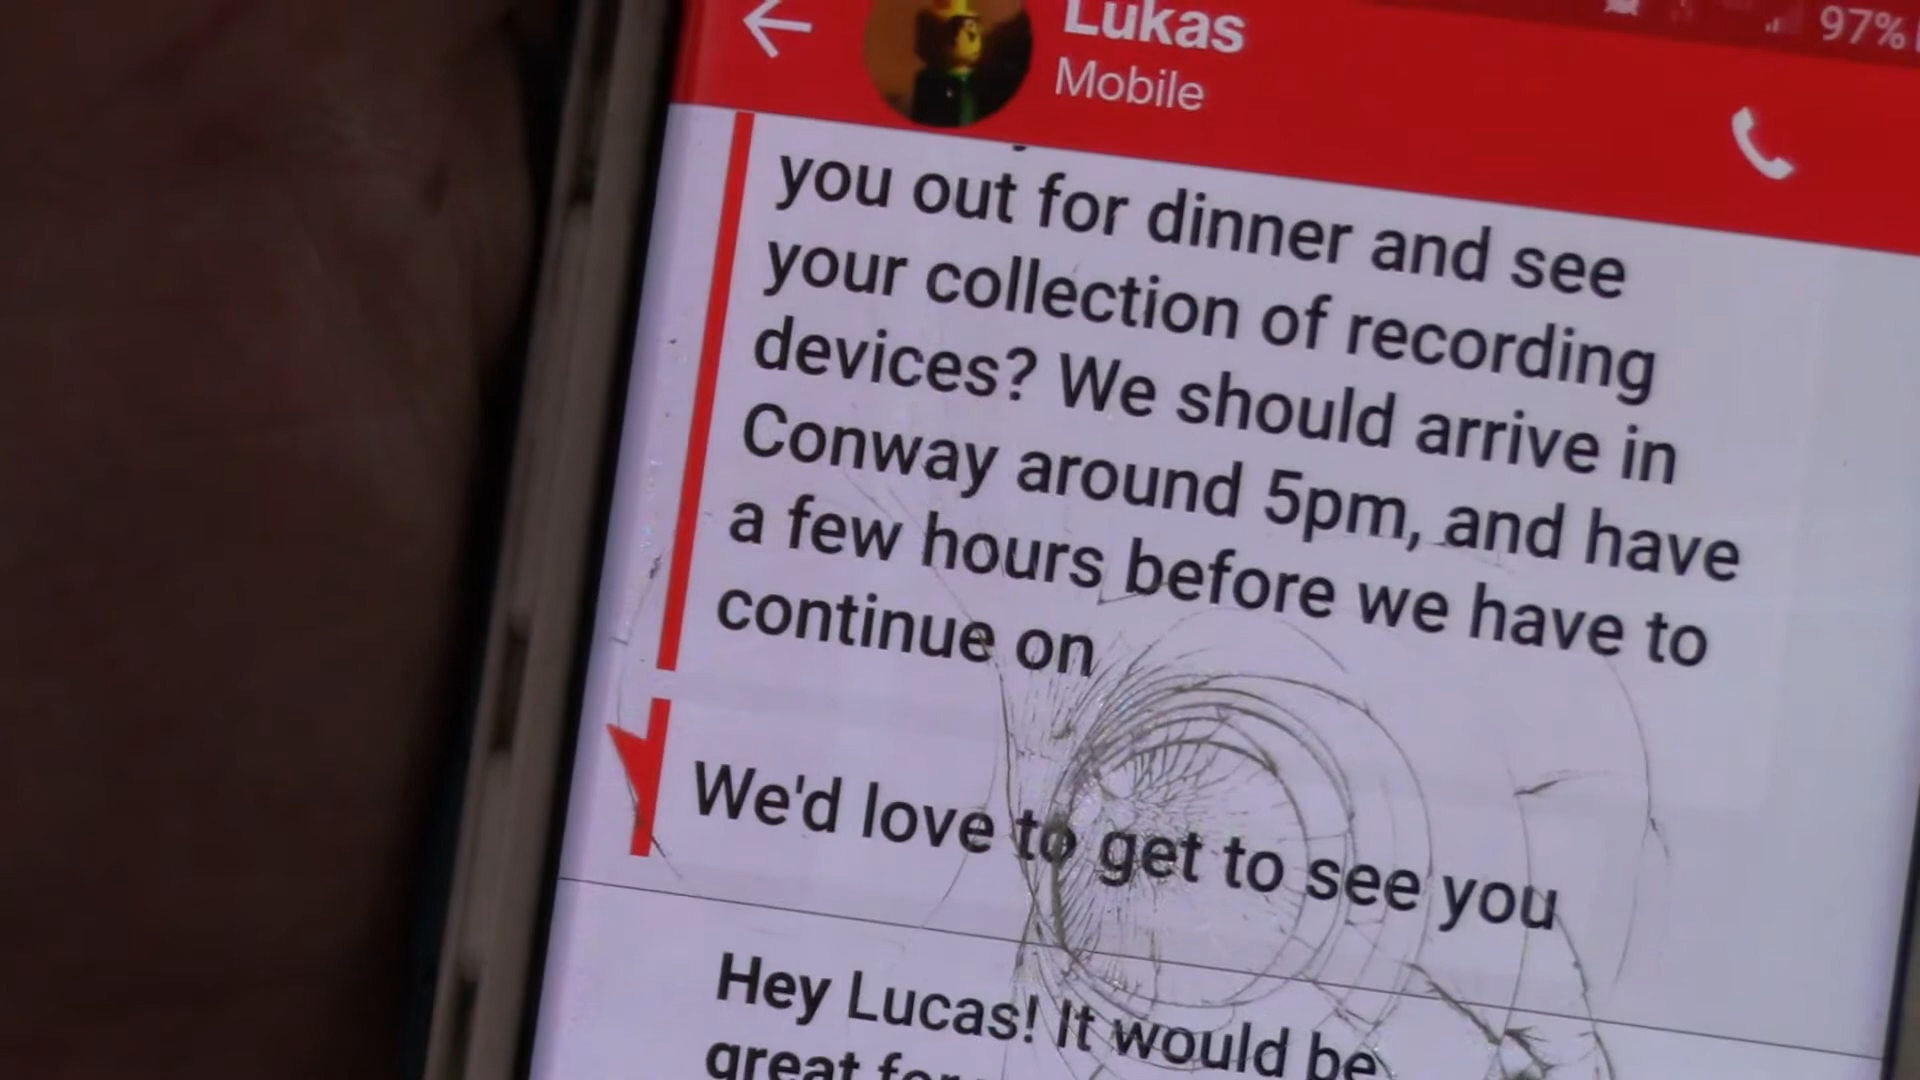 97%
Lukas
Mobile
you out for dinner and see
your collection of recording
devices? We should arrive in
Conway around 5pm, and have
a few hours before we have to
continue on
We'd love to get to see you
Hey Lucas! It would be
great for